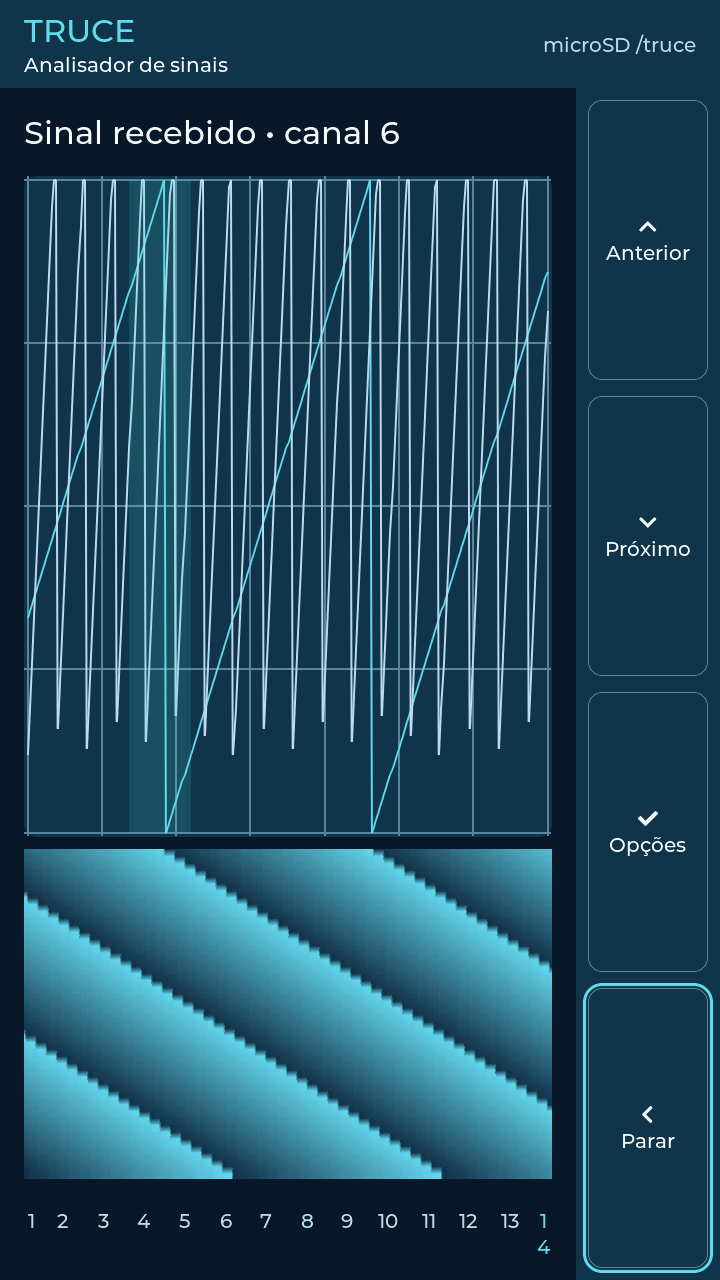 TRUCE
Analisador de sinais
microSD /truce
Sinal recebido • canal 6
Anterior
Próximo
Opções
Parar
1 2 3 4 5 6 7 8 9 10 11 12 13 1
4